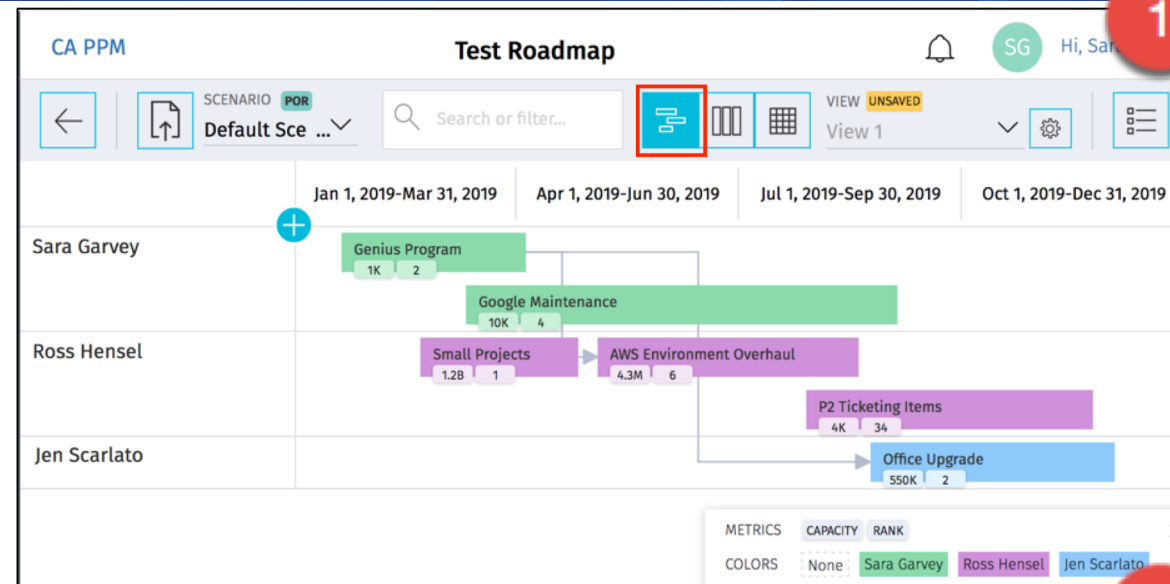 1
CA PPM
Test Roadmap
SG
Hi,
SCENARIO POR
Default Sce ...
Search or filter...
VIEW UNSAVED
View 1
Jan 1, 2019-Mar 31, 2019
Apr 1, 2019-Jun 30, 2019
Jul 1, 2019-Sep 30, 2019
Oct 1, 2019-Dec 31, 2019
Sara Garvey
Genius Program
1K 2
Google Maintenance
10K 4
Ross Hensel
Small Projects
1.2B 1
AWS Environment Overhaul
4.3M 6
P2 Ticketing Items
4K 34
Jen Scarlato
Office Upgrade
550K 2
METRICS CAPACITY RANK
COLORS None Sara Garvey Ross Hensel Jen Scarlato